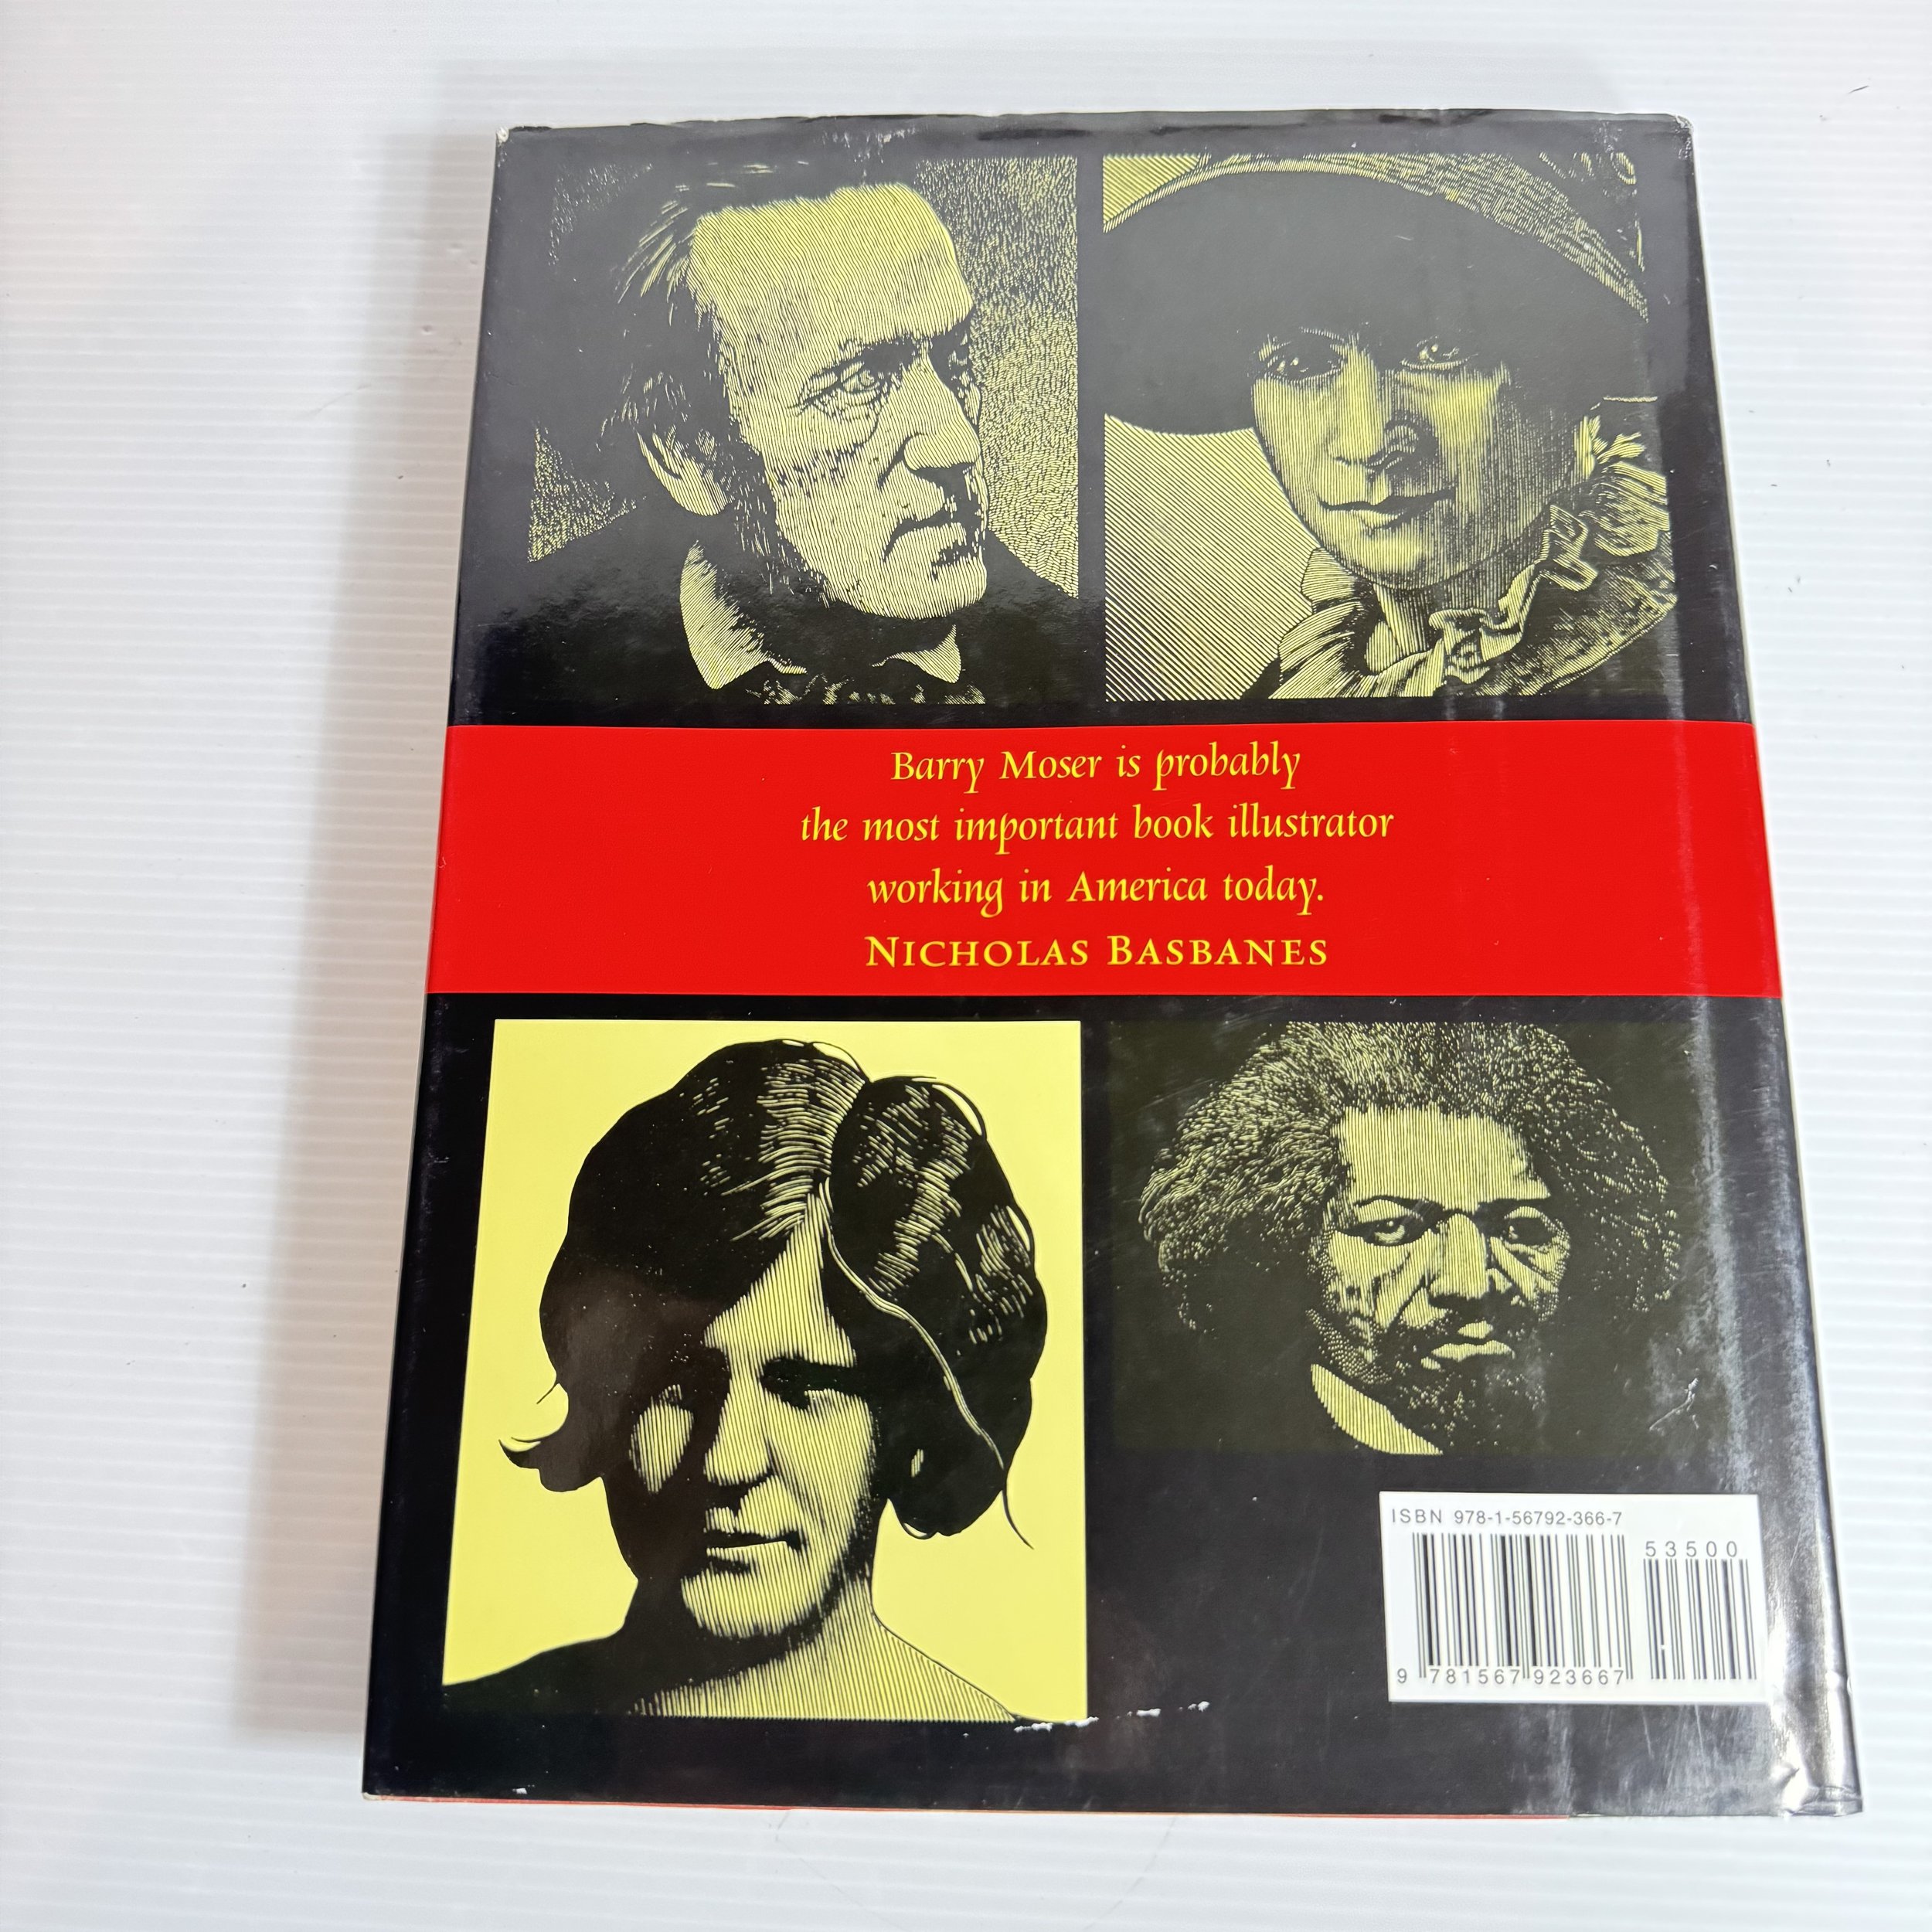 Barry Moser is probably
the most important book illustrator
working in America today.
NICHOLAS BASBANES
ISBN 978-1-56792-366-7
53500
9 781567 923667